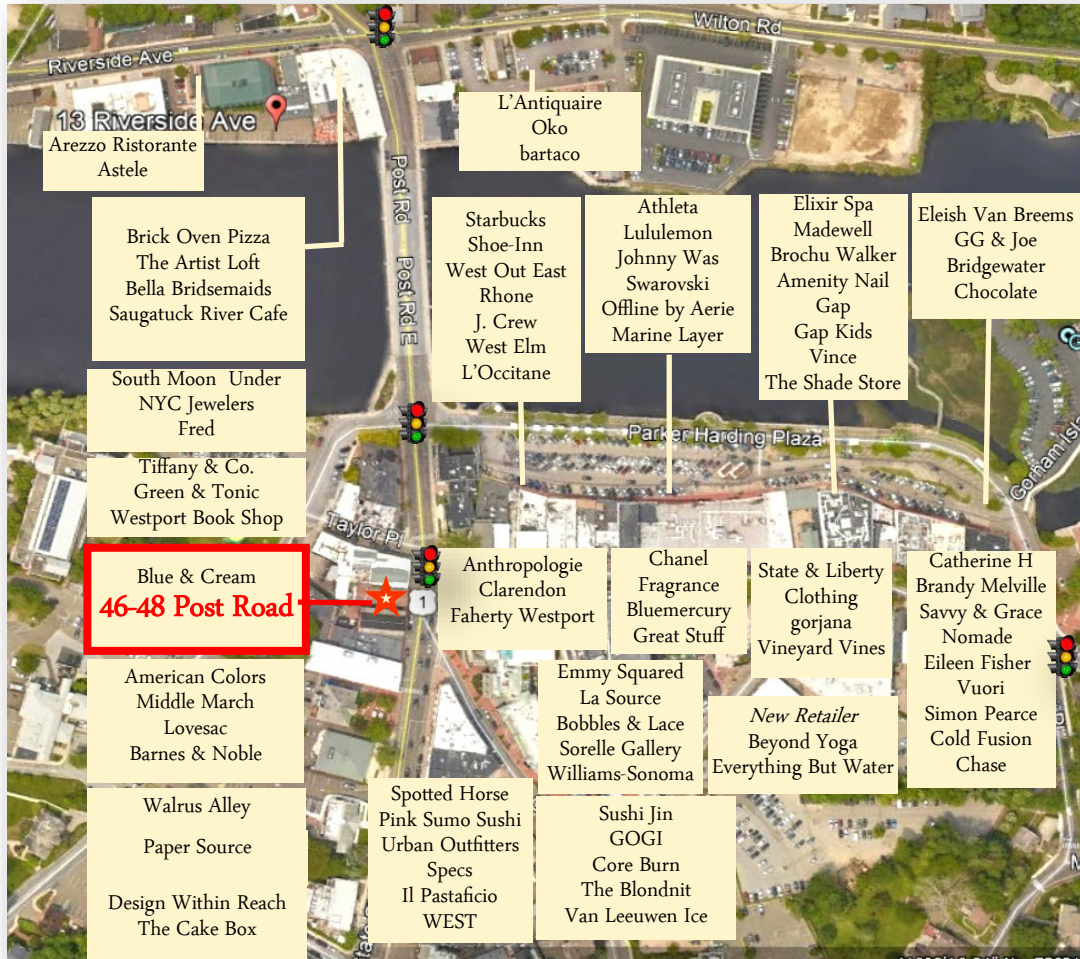 Wilton Rd
Riverside Ave
13 Riverside Ave
Arezzo Ristorante
Astele
L'Antiquaire
Oko
bartaco
Post Rd
Post Rd E
Brick Oven Pizza
The Artist Loft
Bella Bridsemaids
Saugatuck River Cafe
Starbucks
Shoe-Inn
West Out East
Rhone
J. Crew
West Elm
L'Occitane
Athleta
Lululemon
Johnny Was
Swarovski
Offline by Aerie
Marine Layer
Elixir Spa
Madewell
Brochu Walker
Amenity Nail
Gap
Gap Kids
Vince
The Shade Store
Eleish Van Breems
GG & Joe
Bridgewater
Chocolate
South Moon Under
NYC Jewelers
Fred
Parker Harding Plaza
Tiffany & Co.
Green & Tonic
Westport Book Shop
Taylor Pl
Blue & Cream
46-48 Post Road
1
Anthropologie
Clarendon
Faherty Westport
Chanel
Fragrance
Bluemercury
Great Stuff
State & Liberty
Clothing
gorjana
Vineyard Vines
Catherine H
Brandy Melville
Savvy & Grace
Nomade
Eileen Fisher
Vuori
Simon Pearce
Cold Fusion
Chase
American Colors
Middle March
Lovesac
Barnes & Noble
Emmy Squared
La Source
Bobbles & Lace
Sorelle Gallery
Williams-Sonoma
New Retailer
Beyond Yoga
Everything But Water
Walrus Alley
Paper Source
Design Within Reach
The Cake Box
Spotted Horse
Pink Sumo Sushi
Urban Outfitters
Specs
Il Pastaficio
WEST
Sushi Jin
GOGI
Core Burn
The Blondnit
Van Leeuwen Ice